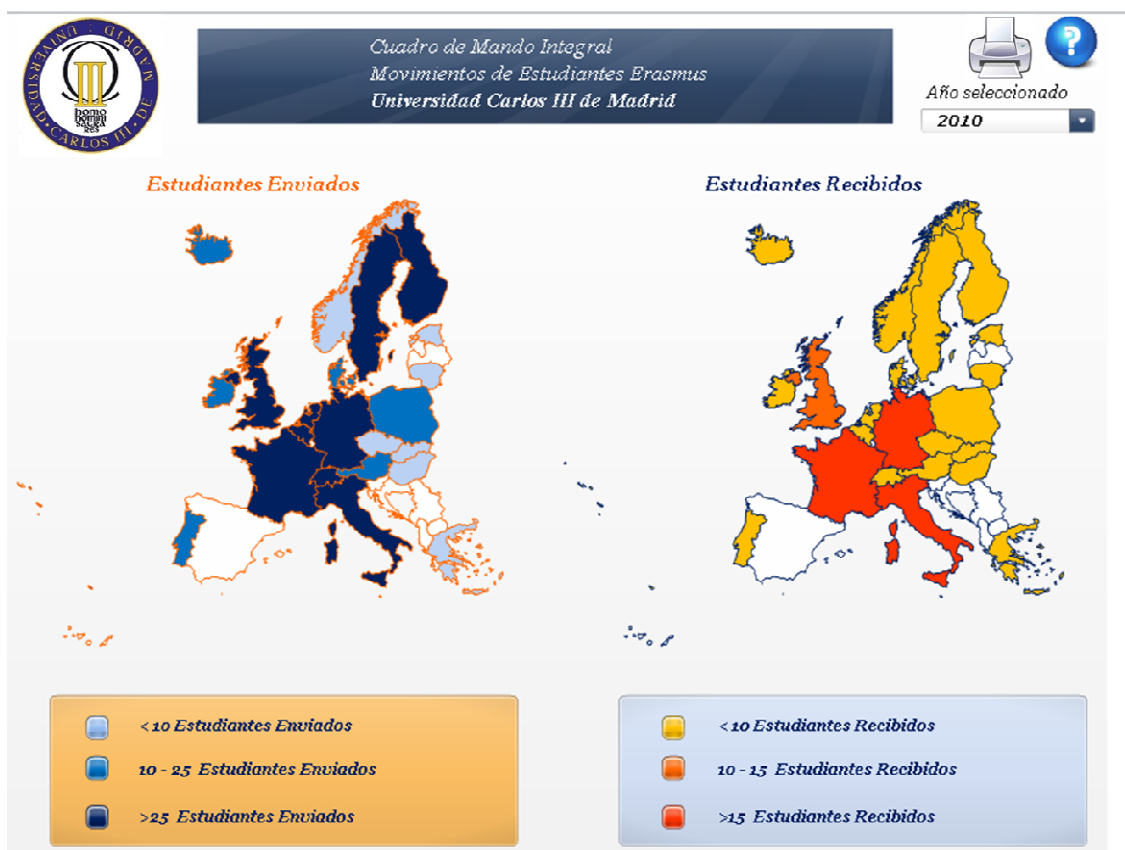 UNIVERSIDAD · CARLOS III · DE MADRID
homo
homini
sacra
res
Cuadro de Mando Integral
Movimientos de Estudiantes Erasmus
Universidad Carlos III de Madrid
?
Año seleccionado
2010
Estudiantes Enviados
Estudiantes Recibidos
<10 Estudiantes Enviados
10 - 25 Estudiantes Enviados
>25 Estudiantes Enviados
<10 Estudiantes Recibidos
10 - 15 Estudiantes Recibidos
>15 Estudiantes Recibidos